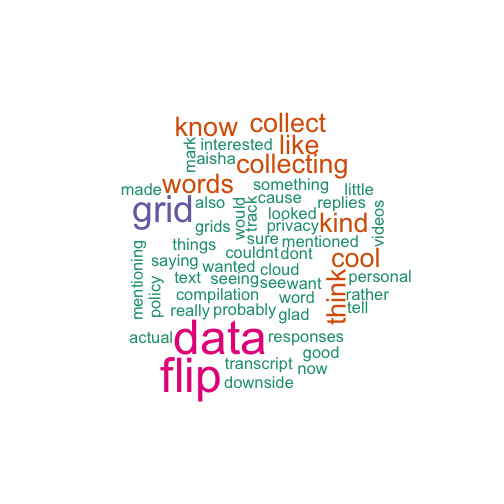 know
collect
mark
interested
like
aisha
collecting
words
something
made
little
grid
also
would
track
cause
replies
looked
kind
videos
grids
privacy
sure
mentioned
things
couldnt
dont
cool
mentioning
saying
wanted
cloud
think
policy
text
seeing
see
want
personal
compilation
word
rather
really
probably
glad
tell
data
actual
responses
flip
good
transcript
now
downside